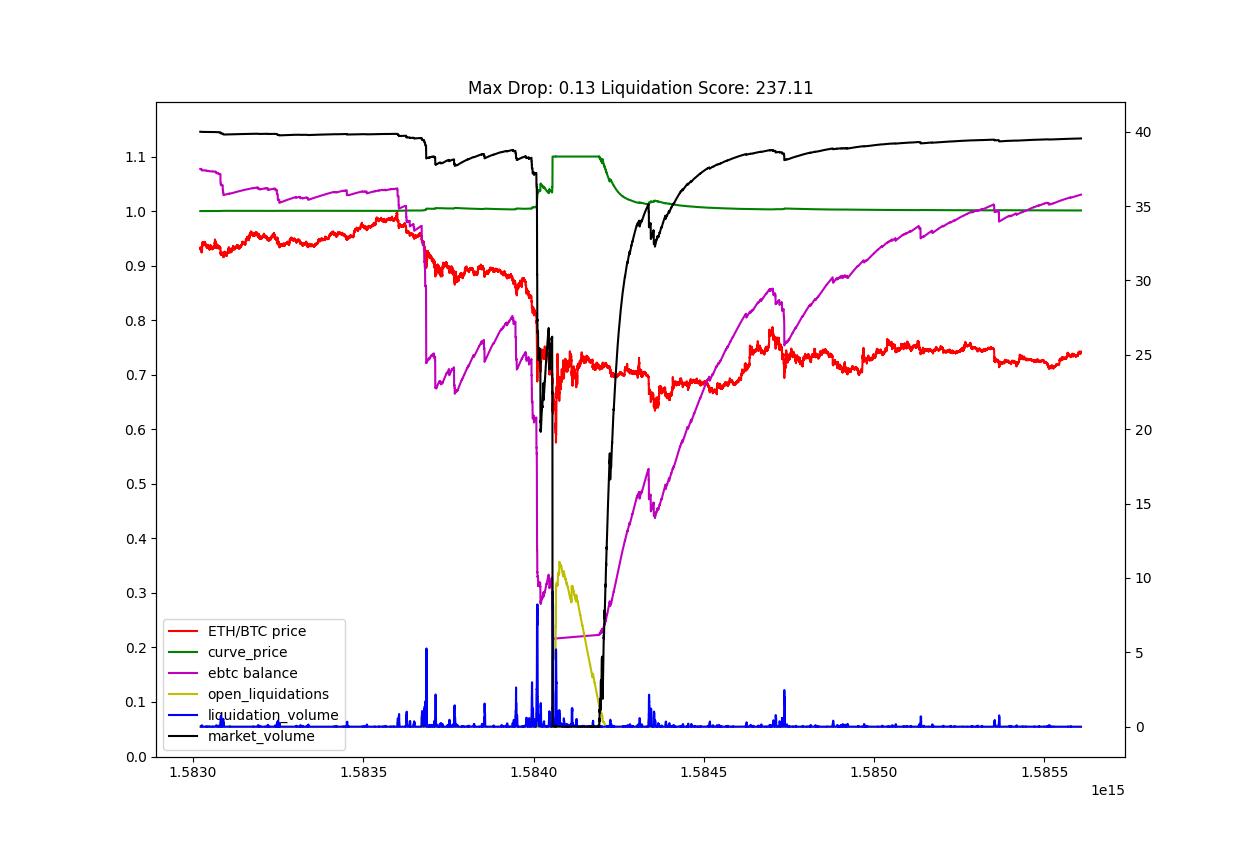 Max Drop: 0.13 Liquidation Score: 237.11
1.1
1.0
0.9
0.8
0.7
0.6
0.5
0.4
0.3
0.2
0.1
0.0
40
35
30
25
20
15
10
5
0
ETH/BTC price
curve_price
ebtc balance
open_liquidations
liquidation_volume
market_volume
1.5830 1.5835 1.5840 1.5845 1.5850 1.5855
1e15